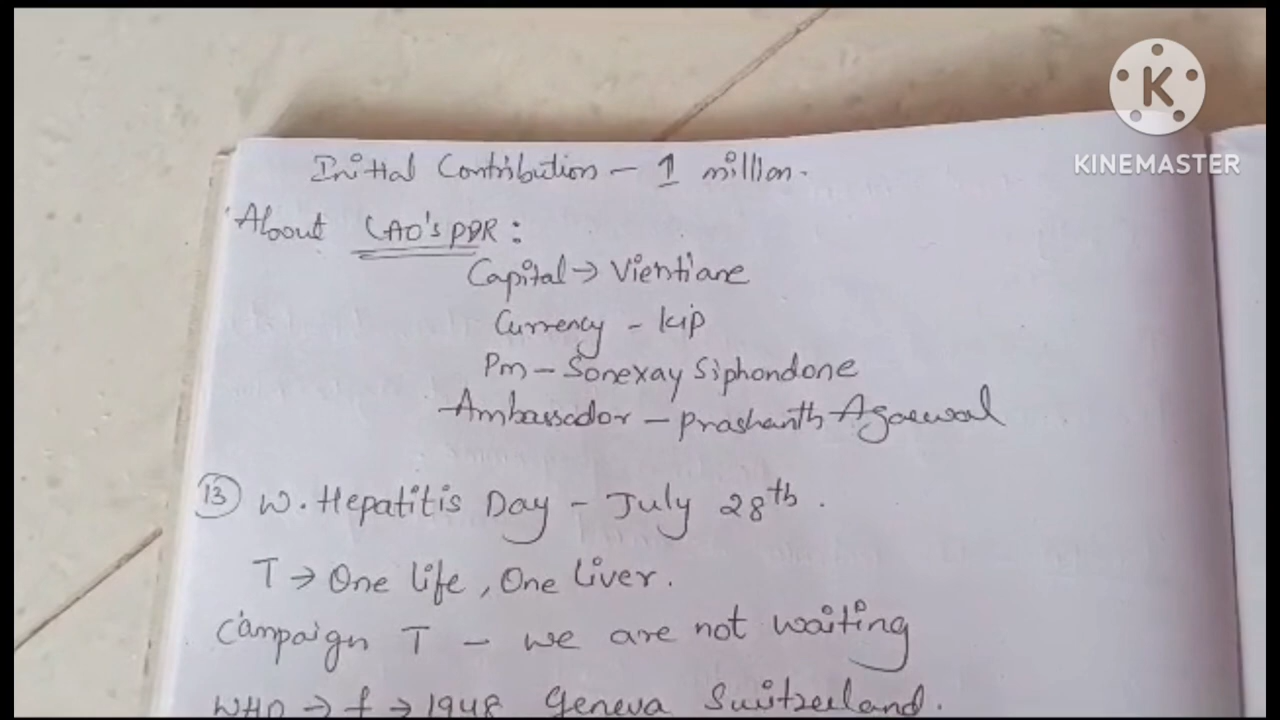 Initial Contribution - 1 million.
About LAO'S PDR :
Capital → Vientiane
Currency - kip
Pm - Sonexay Siphondone
Ambassador - Prashanth Agarwal
13 W. Hepatitis Day - July 28th .
T → One life , One liver .
Campaign T - we are not waiting
WHO → f → 1948 Geneva Switzerland .
K
KINEMASTER